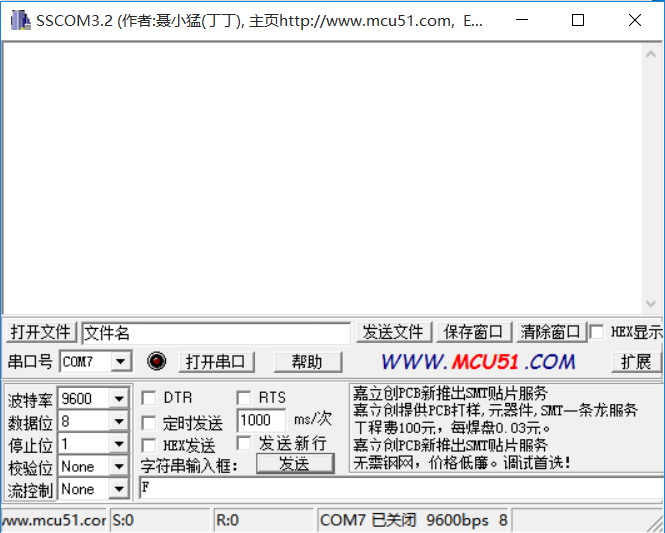 SSCOM3.2 (作者:聂小猛(丁丁), 主页http://www.mcu51.com, E...
打开文件 文件名 发送文件 保存窗口 清除窗口 HEX显示
串口号 COM7 打开串口 帮助 WWW.MCU51.COM 扩展
波特率 9600
数据位 8
停止位 1
校验位 None
流控制 None
DTR RTS
定时发送 1000 ms/次
HEX发送 发送新行
字符串输入框: 发送
F
嘉立创PCB新推出SMT贴片服务
嘉立创提供PCB打样,元器件,SMT一条龙服务
工程费100元,每焊盘0.03元。
嘉立创PCB新推出SMT贴片服务
无需钢网,价格低廉。调试首选!
www.mcu51.cor S:0 R:0 COM7 已关闭 9600bps 8